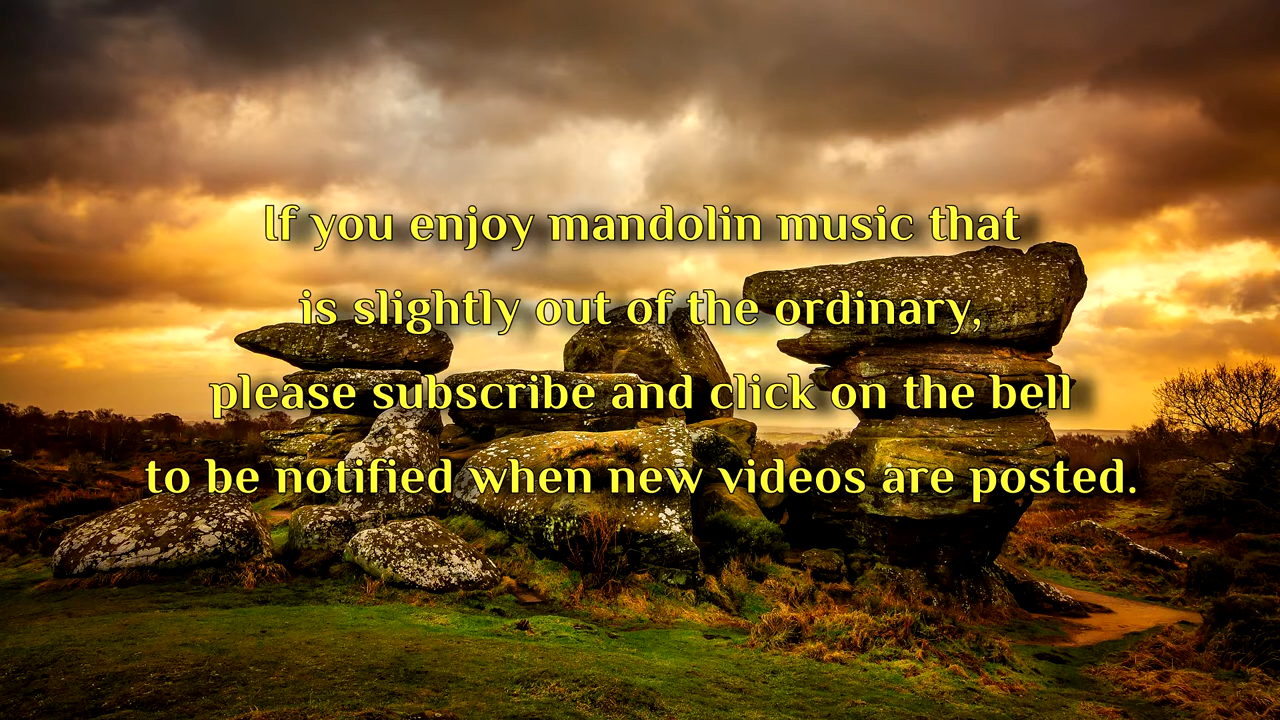 If you enjoy mandolin music that
is slightly out of the ordinary,
please subscribe and click on the bell
to be notified when new videos are posted.